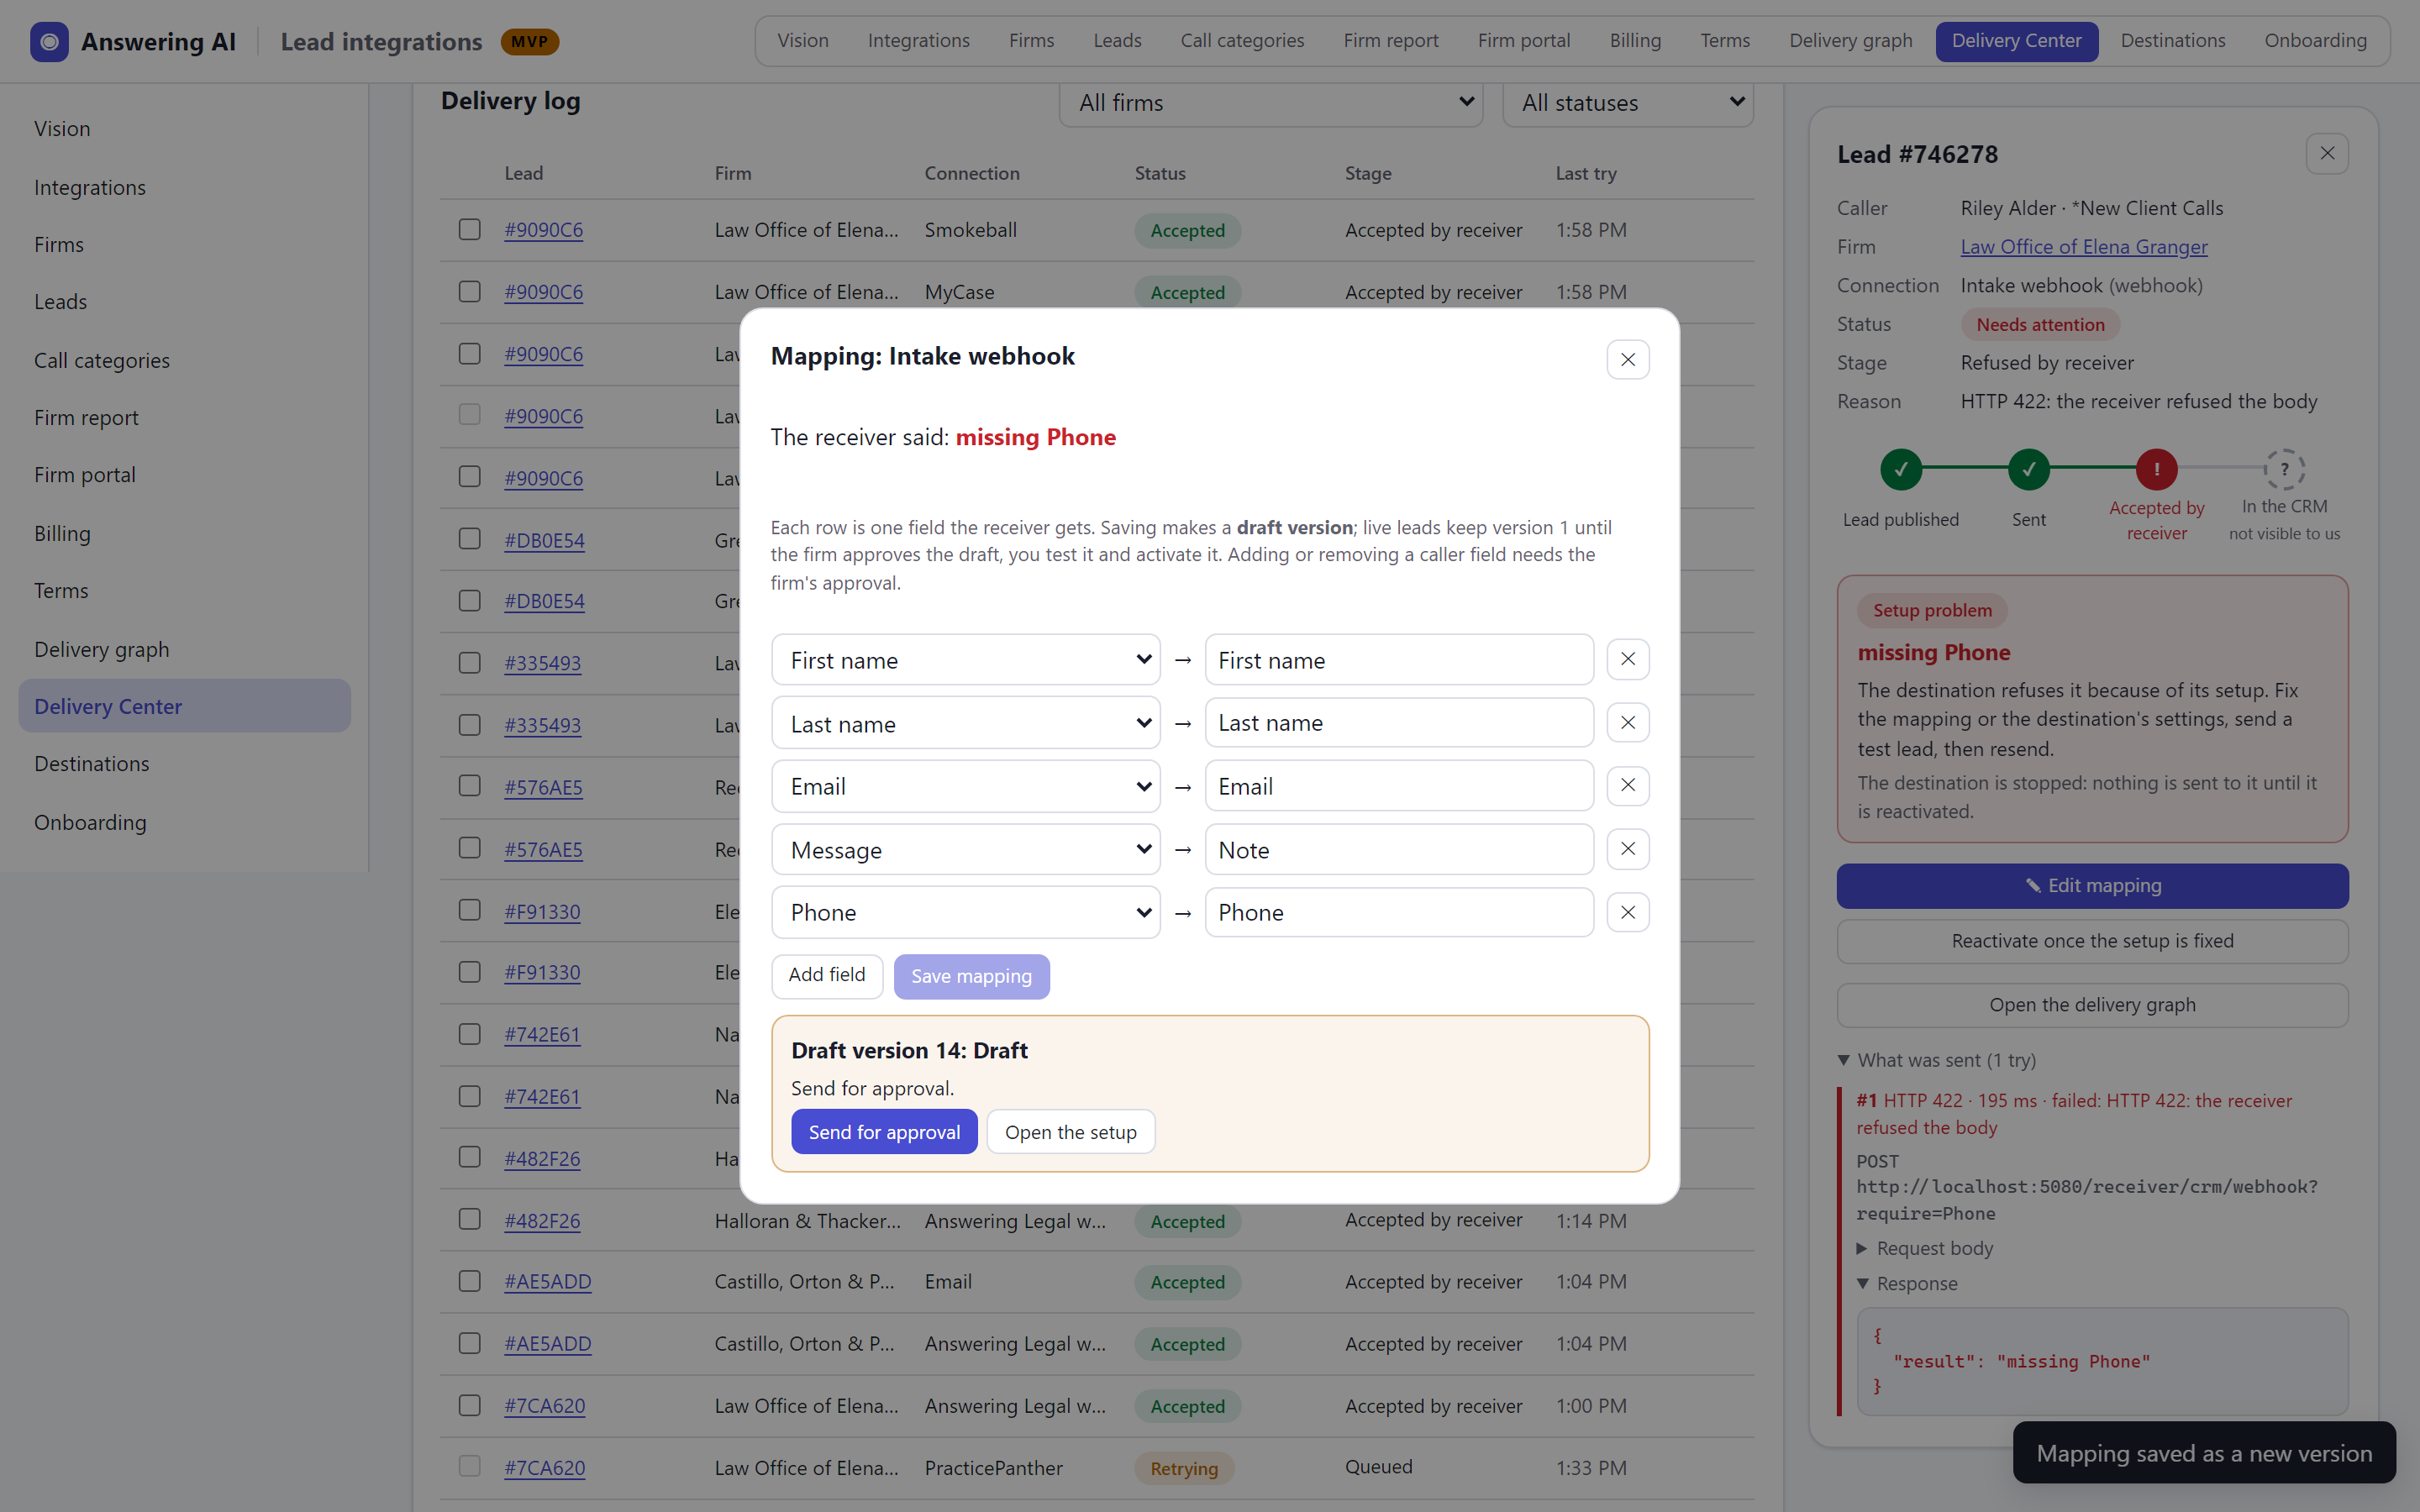 Answering AI
Lead integrations
MVP
Vision
Integrations
Firms
Leads
Call categories
Firm report
Firm portal
Billing
Terms
Delivery graph
Delivery Center
Destinations
Onboarding
Vision
Integrations
Firms
Leads
Call categories
Firm report
Firm portal
Billing
Terms
Delivery graph
Delivery Center
Destinations
Onboarding
Delivery log
All firms
All statuses
Lead Firm Connection Status Stage Last try
#9090C6 Law Office of Elena... Smokeball Accepted Accepted by receiver 1:58 PM
#9090C6 Law Office of Elena... MyCase Accepted Accepted by receiver 1:58 PM
#9090C6
#9090C6
#9090C6
#DB0E54
#DB0E54
#335493
#335493
#576AE5
#576AE5
#F91330
#F91330
#742E61
#742E61
#482F26
#482F26 Halloran & Thacker... Answering Legal w... Accepted Accepted by receiver 1:14 PM
#AE5ADD Castillo, Orton & P... Email Accepted Accepted by receiver 1:04 PM
#AE5ADD Castillo, Orton & P... Answering Legal w... Accepted Accepted by receiver 1:04 PM
#7CA620 Law Office of Elena... Answering Legal w... Accepted Accepted by receiver 1:00 PM
#7CA620 Law Office of Elena... PracticePanther Retrying Queued 1:33 PM
Mapping: Intake webhook
The receiver said: missing Phone
Each row is one field the receiver gets. Saving makes a draft version; live leads keep version 1 until
the firm approves the draft, you test it and activate it. Adding or removing a caller field needs the
firm's approval.
First name → First name
Last name → Last name
Email → Email
Message → Note
Phone → Phone
Add field
Save mapping
Draft version 14: Draft
Send for approval.
Send for approval
Open the setup
Lead #746278
Caller Riley Alder · *New Client Calls
Firm Law Office of Elena Granger
Connection Intake webhook (webhook)
Status Needs attention
Stage Refused by receiver
Reason HTTP 422: the receiver refused the body
Lead published
Sent
Accepted by
receiver
In the CRM
not visible to us
Setup problem
missing Phone
The destination refuses it because of its setup. Fix
the mapping or the destination's settings, send a
test lead, then resend.
The destination is stopped: nothing is sent to it until it
is reactivated.
Edit mapping
Reactivate once the setup is fixed
Open the delivery graph
What was sent (1 try)
#1 HTTP 422 · 195 ms · failed: HTTP 422: the receiver
refused the body
POST
http://localhost:5080/receiver/crm/webhook?
require=Phone
Request body
Response
{
"result": "missing Phone"
}
Mapping saved as a new version